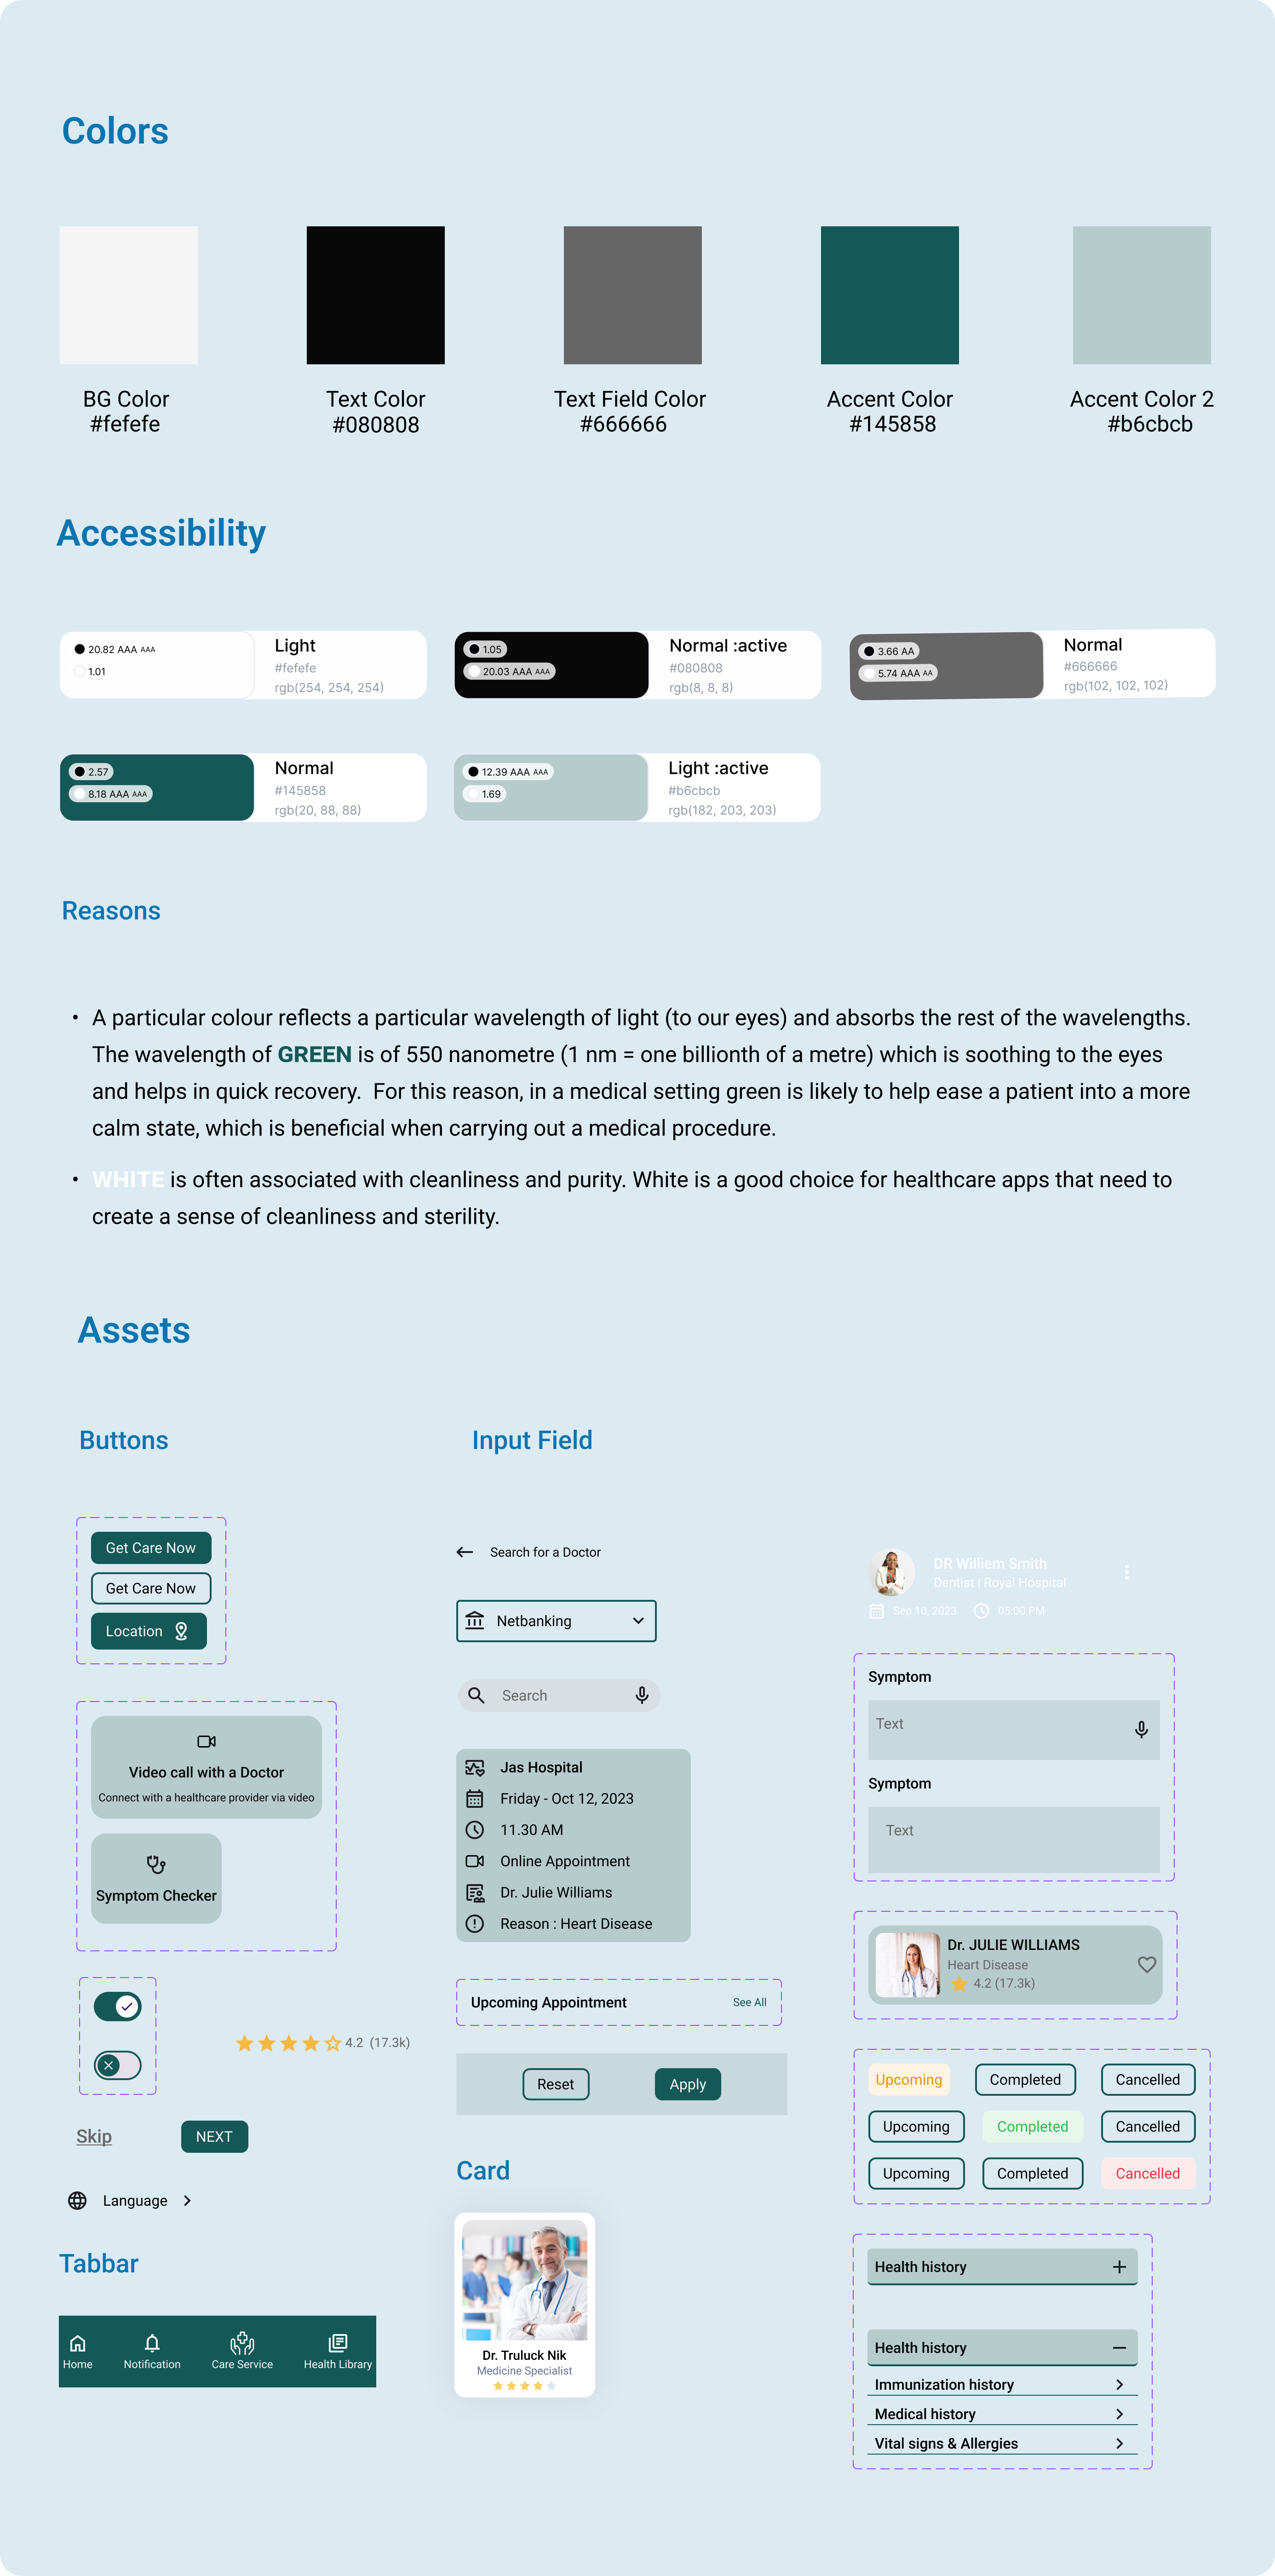 Colors
BG Color
#fefefe
Text Color
#080808
Text Field Color
#666666
Accent Color
#145858
Accent Color 2
#b6cbcb
Accessibility
20.82 AAA AAA
1.01
Light
#fefefe
rgb(254, 254, 254)
1.05
20.03 AAA AAA
Normal :active
#080808
rgb(8, 8, 8)
3.66 AA
5.74 AAA AA
Normal
#666666
rgb(102, 102, 102)
2.57
8.18 AAA AAA
Normal
#145858
rgb(20, 88, 88)
12.39 AAA AAA
1.69
Light :active
#b6cbcb
rgb(182, 203, 203)
Reasons
• A particular colour reflects a particular wavelength of light (to our eyes) and absorbs the rest of the wavelengths.
The wavelength of GREEN is of 550 nanometre (1 nm = one billionth of a metre) which is soothing to the eyes
and helps in quick recovery. For this reason, in a medical setting green is likely to help ease a patient into a more
calm state, which is beneficial when carrying out a medical procedure.
• WHITE is often associated with cleanliness and purity. White is a good choice for healthcare apps that need to
create a sense of cleanliness and sterility.
Assets
Buttons
Get Care Now
Get Care Now
Location
Video call with a Doctor
Connect with a healthcare provider via video
Symptom Checker
4.2 (17.3k)
Skip
NEXT
Language
Tabbar
Home
Notification
Care Service
Health Library
Input Field
Search for a Doctor
Netbanking
Search
Jas Hospital
Friday - Oct 12, 2023
11.30 AM
Online Appointment
Dr. Julie Williams
Reason : Heart Disease
Upcoming Appointment
See All
Reset
Apply
Card
Dr. Truluck Nik
Medicine Specialist
DR Williem Smith
Dentist | Royal Hospital
Sep 10, 2023
05:00 PM
Symptom
Text
Symptom
Text
Dr. JULIE WILLIAMS
Heart Disease
4.2 (17.3k)
Upcoming
Completed
Cancelled
Upcoming
Completed
Cancelled
Upcoming
Completed
Cancelled
Health history
Health history
Immunization history
Medical history
Vital signs & Allergies